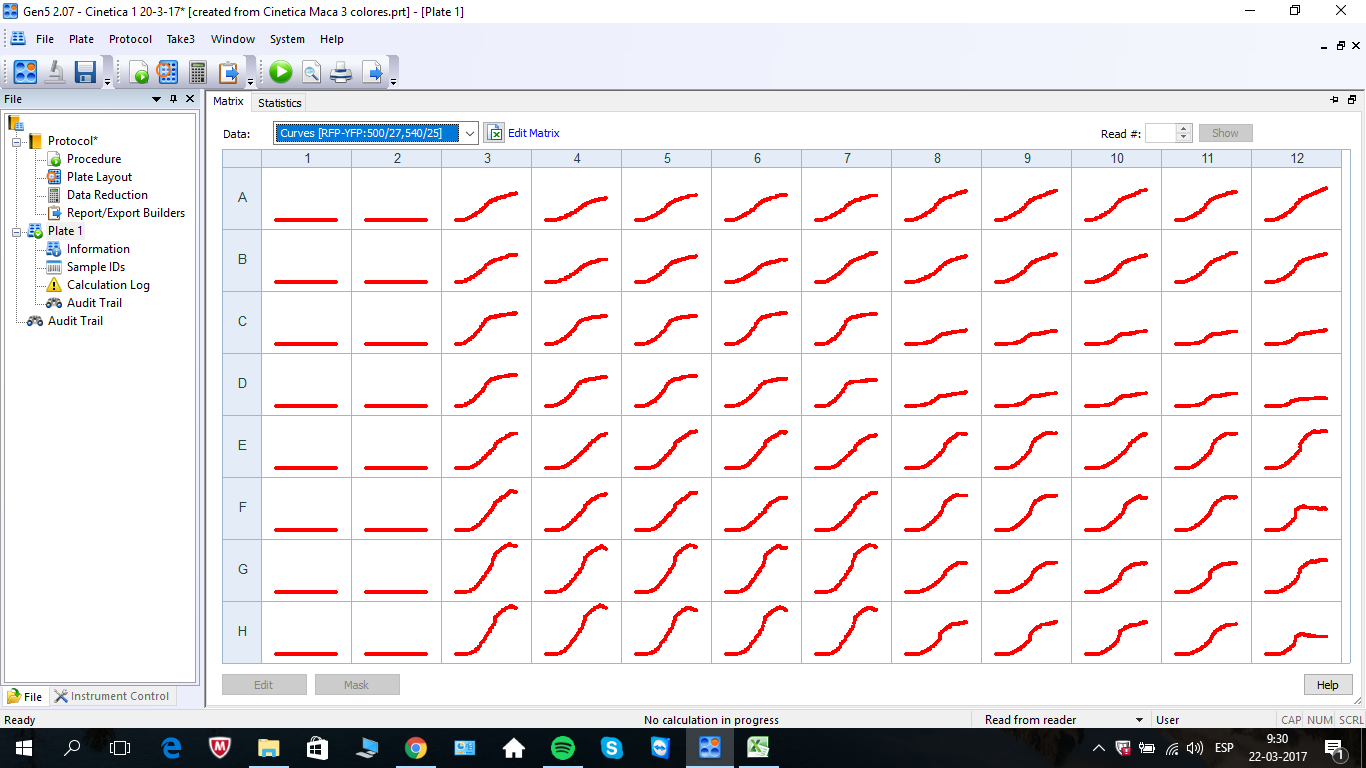 Gen5 2.07 - Cinetica 1 20-3-17* [created from Cinetica Maca 3 colores.prt] - [Plate 1]
File Plate Protocol Take3 Window System Help
File
Protocol*
Procedure
Plate Layout
Data Reduction
Report/Export Builders
Plate 1
Information
Sample IDs
Calculation Log
Audit Trail
Audit Trail
File Instrument Control
Matrix Statistics
Data: Curves [RFP-YFP:500/27,540/25] Edit Matrix Read #: Show
1 2 3 4 5 6 7 8 9 10 11 12
A
B
C
D
E
F
G
H
Edit Mask Help
Ready No calculation in progress Read from reader User CAP NUM SCRL
ESP 9:30
22-03-2017
1